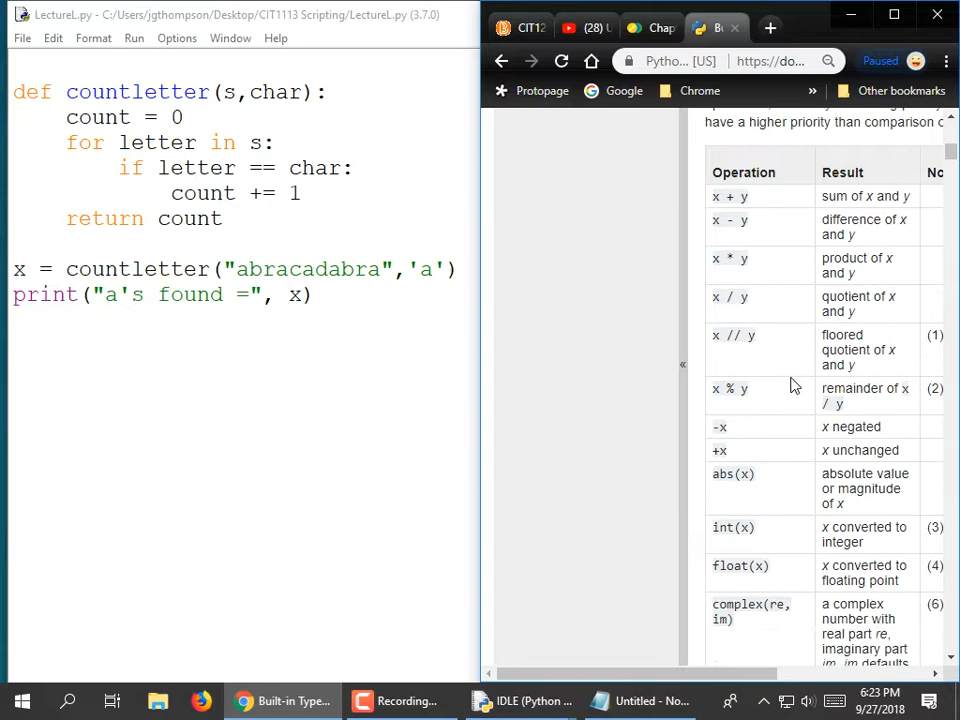 LectureL.py - C:/Users/jgthompson/Desktop/CIT1113 Scripting/LectureL.py (3.7.0)
File Edit Format Run Options Window Help
def countletter(s,char):
count = 0
for letter in s:
if letter == char:
count += 1
return count
x = countletter("abracadabra",'a')
print("a's found =", x)
CIT12
(28) U
Chap
Bu
Pytho... [US] https://do...
Paused
Protopage Google Chrome » Other bookmarks
have a higher priority than comparison o
Operation Result No
x + y sum of x and y
x - y difference of x
and y
x * y product of x
and y
x / y quotient of x
and y
x // y floored (1)
quotient of x
and y
x % y remainder of x (2)
/ y
-x x negated
+x x unchanged
abs(x) absolute value
or magnitude
of x
int(x) x converted to (3)
integer
float(x) x converted to (4)
floating point
complex(re, a complex (6)
im) number with
real part re,
imaginary part
im. im defaults
«
Built-in Type...
Recording...
IDLE (Python ...
Untitled - No...
6:23 PM
9/27/2018